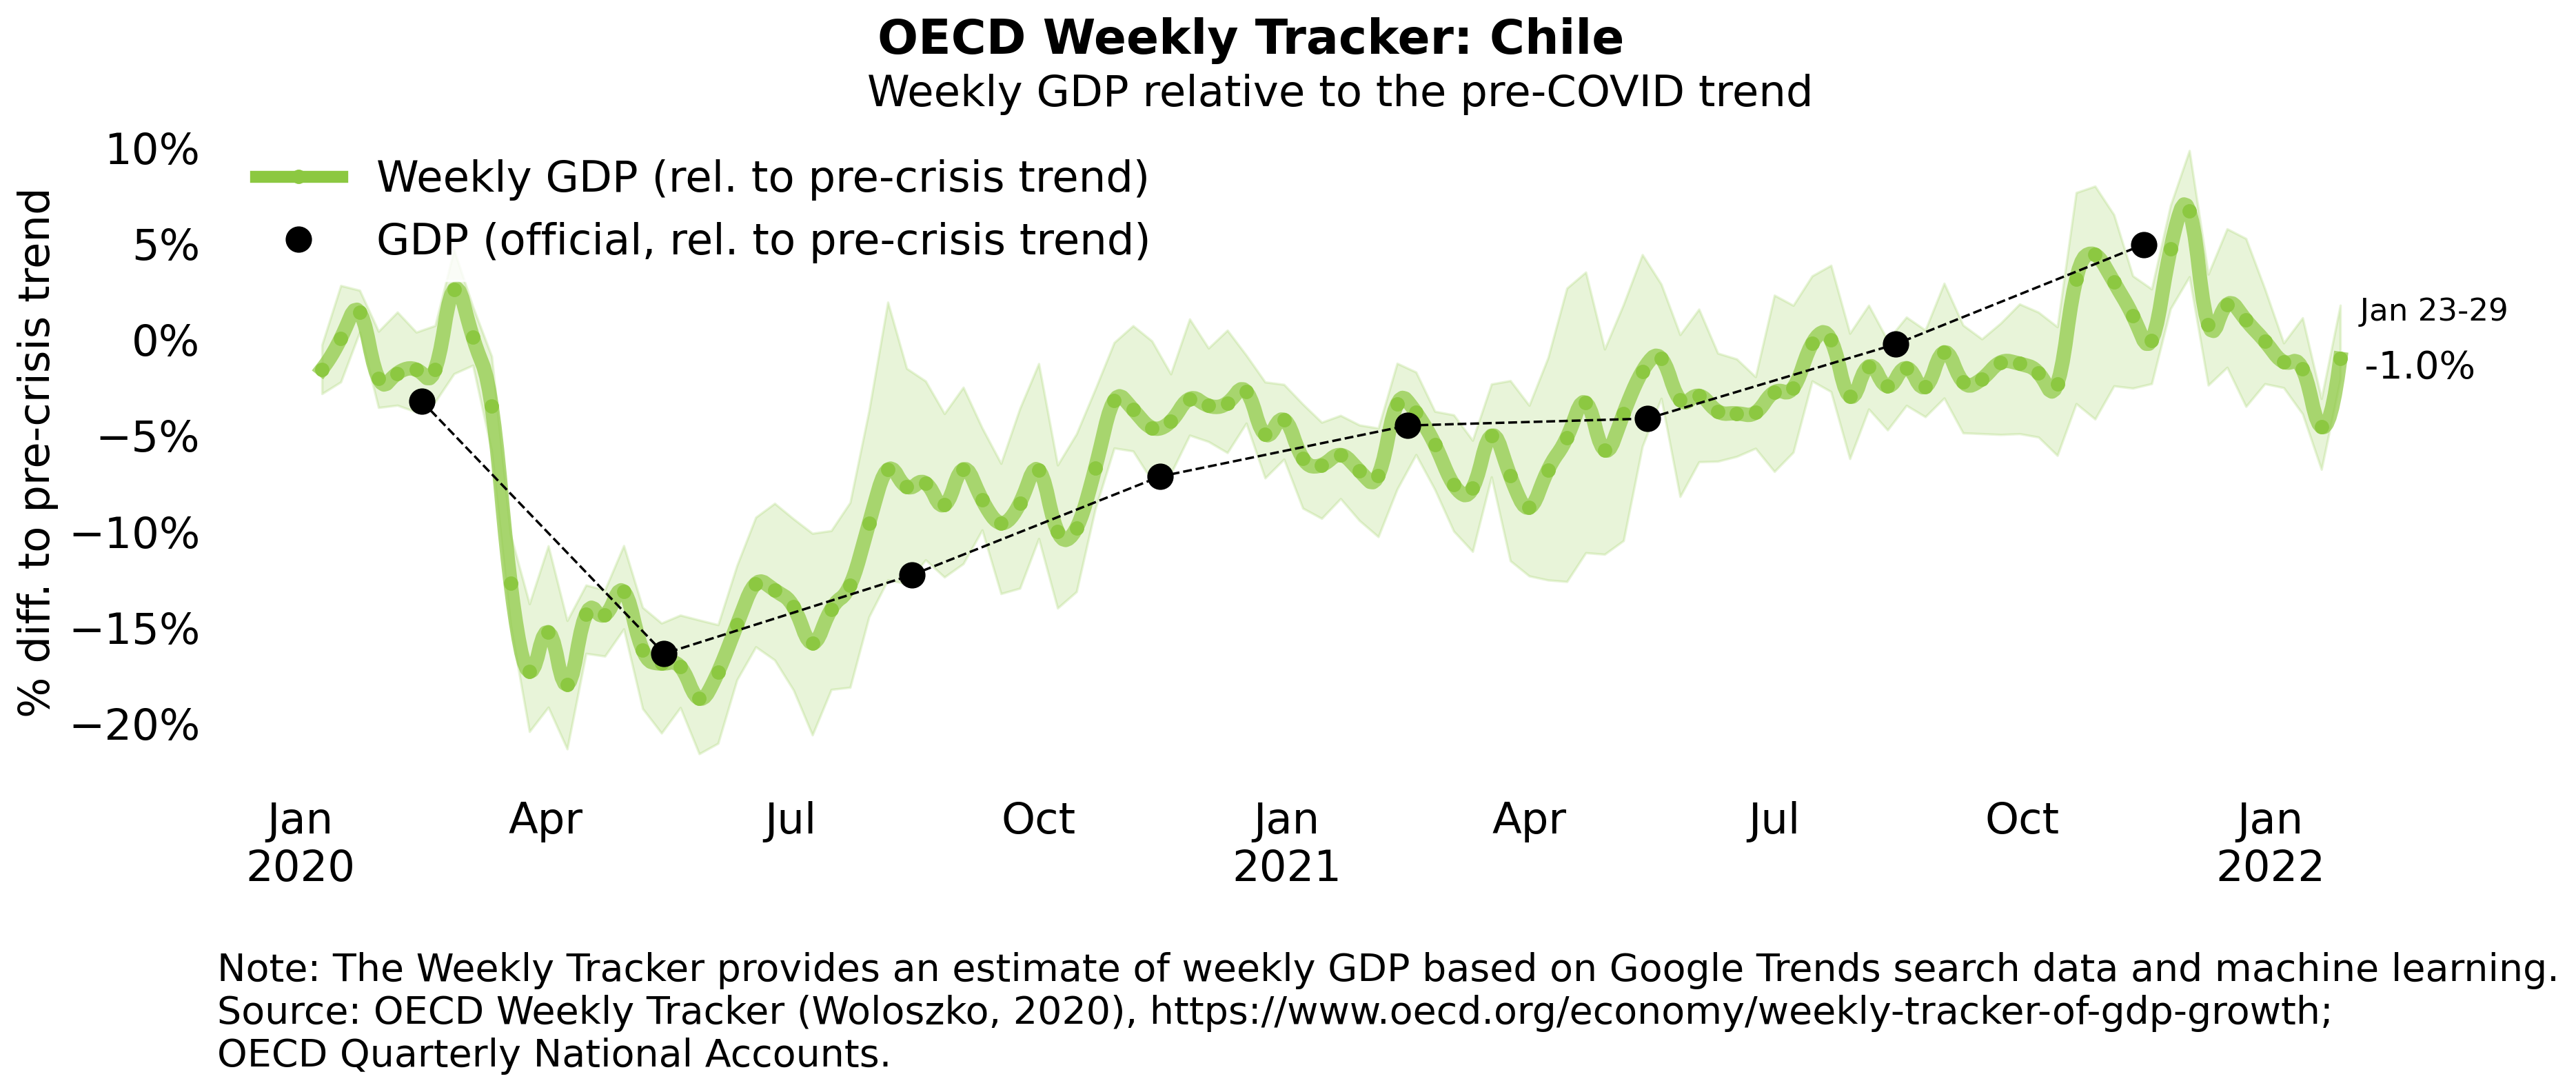 OECD Weekly Tracker: Chile
Weekly GDP relative to the pre-COVID trend
% diff. to pre-crisis trend
10%
5%
0%
−5%
−10%
−15%
−20%
Weekly GDP (rel. to pre-crisis trend)
GDP (official, rel. to pre-crisis trend)
Jan 23-29
-1.0%
Jan Apr Jul Oct Jan Apr Jul Oct Jan
2020 2021 2022
Note: The Weekly Tracker provides an estimate of weekly GDP based on Google Trends search data and machine learning.
Source: OECD Weekly Tracker (Woloszko, 2020), https://www.oecd.org/economy/weekly-tracker-of-gdp-growth;
OECD Quarterly National Accounts.